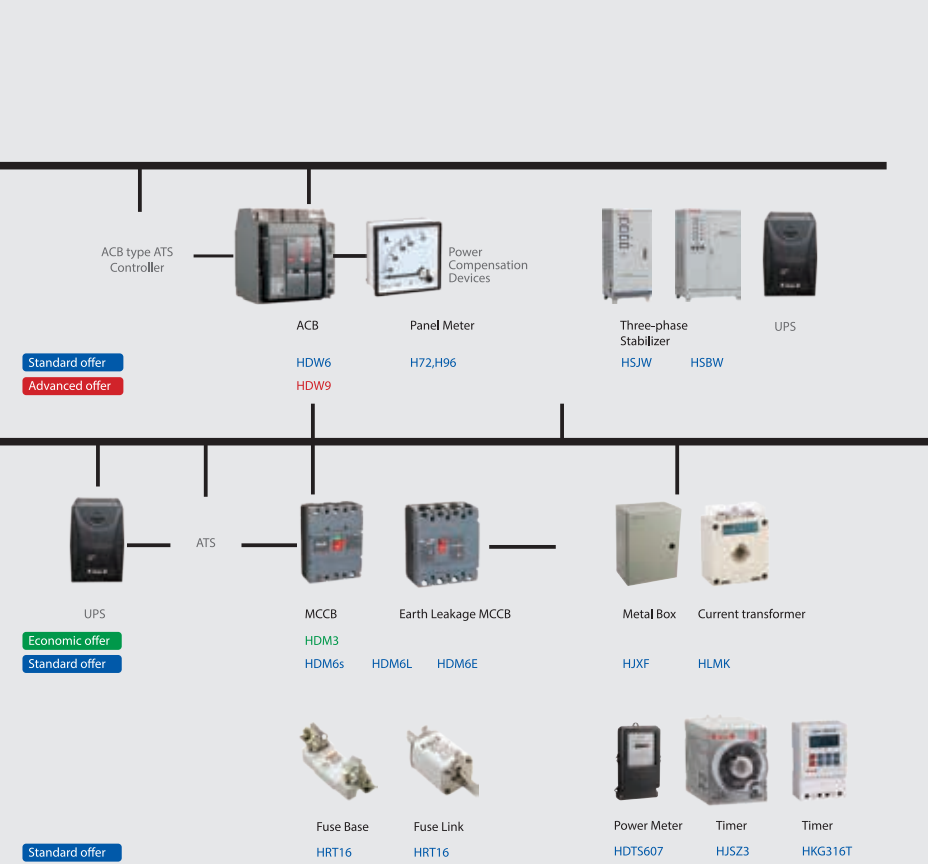 ACB type ATS
Controller
Power
Compensation
Devices
ACB
Panel Meter
Three-phase
Stabilizer
UPS
Standard offer
HDW6
H72,H96
HSJW
HSBW
Advanced offer
HDW9
ATS
UPS
MCCB
Earth Leakage MCCB
Metal Box
Current transformer
Economic offer
HDM3
Standard offer
HDM6s
HDM6L
HDM6E
HJXF
HLMK
Fuse Base
Fuse Link
Power Meter
Timer
Timer
Standard offer
HRT16
HRT16
HDTS607
HJSZ3
HKG316T